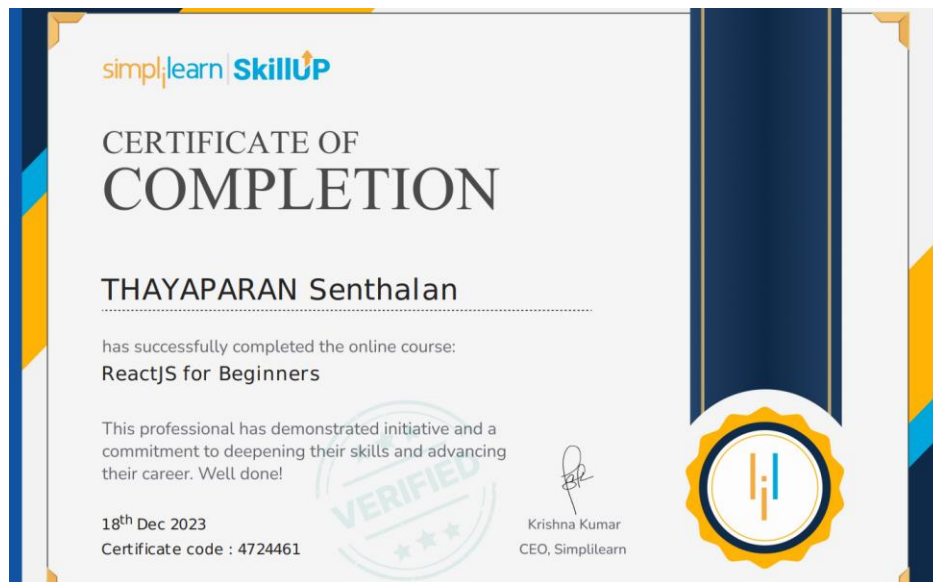 simplilearn SkillUP
CERTIFICATE OF
COMPLETION
THAYAPARAN Senthalan
has successfully completed the online course:
ReactJS for Beginners
This professional has demonstrated initiative and a
commitment to deepening their skills and advancing
their career. Well done!
VERIFIED
18th Dec 2023
Certificate code : 4724461
Krishna Kumar
CEO, Simplilearn